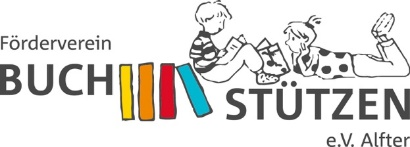 Förderverein
BUCH
STÜTZEN
e.V. Alfter